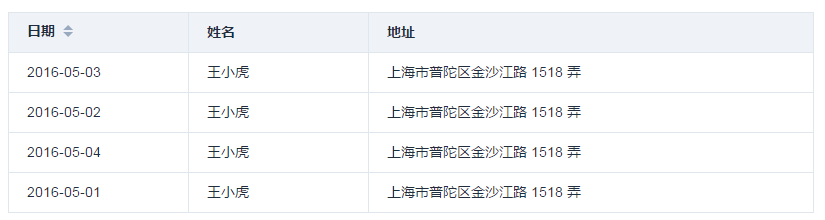 日期 姓名 地址
2016-05-03 王小虎 上海市普陀区金沙江路 1518 弄
2016-05-02 王小虎 上海市普陀区金沙江路 1518 弄
2016-05-04 王小虎 上海市普陀区金沙江路 1518 弄
2016-05-01 王小虎 上海市普陀区金沙江路 1518 弄